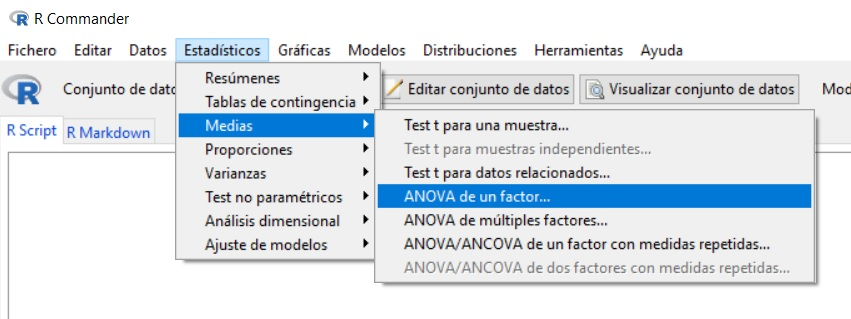 R Commander
Fichero Editar Datos Estadísticos Gráficas Modelos Distribuciones Herramientas Ayuda
R Conjunto de dato Editar conjunto de datos Visualizar conjunto de datos Mod
R Script R Markdown
Resúmenes
Tablas de contingencia
Medias
Proporciones
Varianzas
Test no paramétricos
Análisis dimensional
Ajuste de modelos
Test t para una muestra...
Test t para muestras independientes...
Test t para datos relacionados...
ANOVA de un factor...
ANOVA de múltiples factores...
ANOVA/ANCOVA de un factor con medidas repetidas...
ANOVA/ANCOVA de dos factores con medidas repetidas...